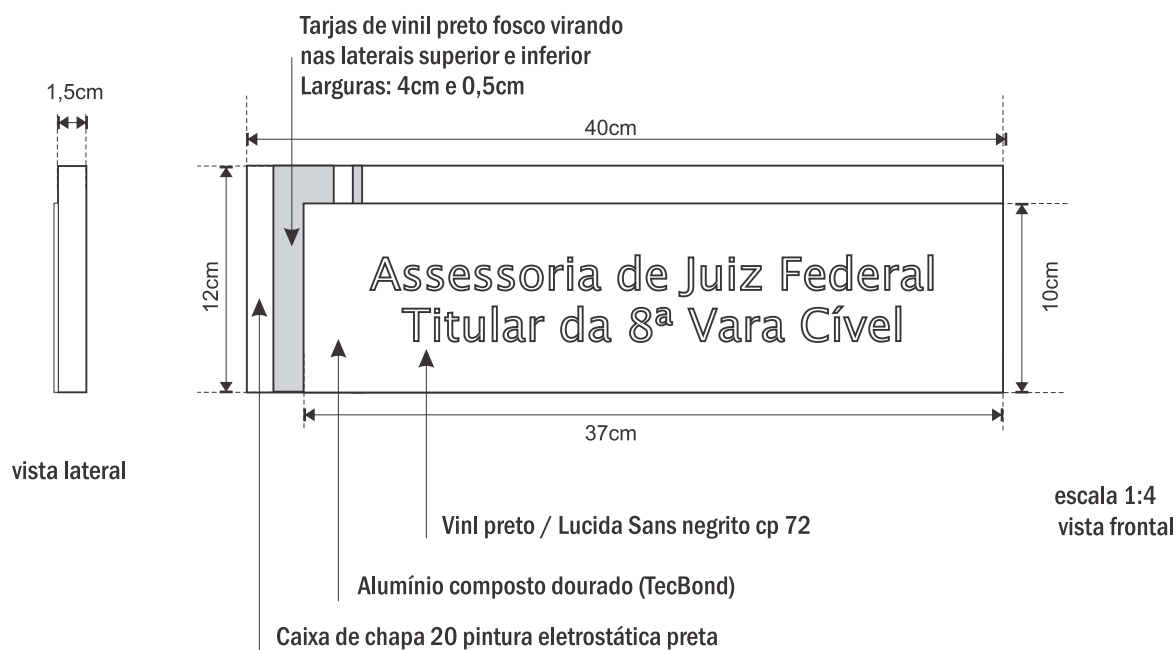 Tarjas de vinil preto fosco virando
nas laterais superior e inferior
Larguras: 4cm e 0,5cm
1,5cm
40cm
12cm
10cm
Assessoria de Juiz Federal
Titular da 8ª Vara Cível
37cm
vista lateral
escala 1:4
vista frontal
Vinl preto / Lucida Sans negrito cp 72
Alumínio composto dourado (TecBond)
Caixa de chapa 20 pintura eletrostática preta